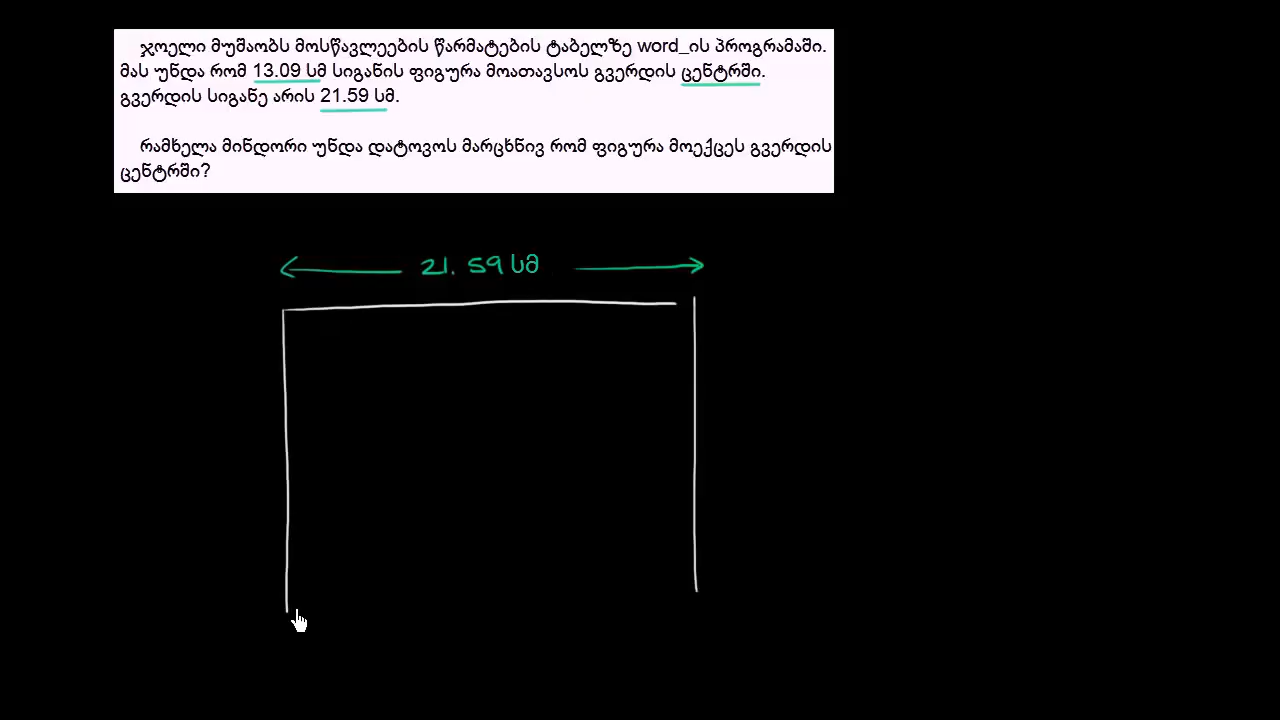 ჯოელი მუშაობს მოსწავლეების წარმატების ტაბელზე word_ის პროგრამაში.
მას უნდა რომ 13.09 სმ სიგანის ფიგურა მოათავსოს გვერდის ცენტრში.
გვერდის სიგანე არის 21.59 სმ.
რამხელა მინდორი უნდა დატოვოს მარცხნივ რომ ფიგურა მოექცეს გვერდის
ცენტრში?
21.59 სმ